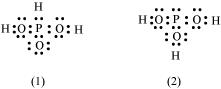 H H
H O P O H H O P O H
O O
H
(1) (2)